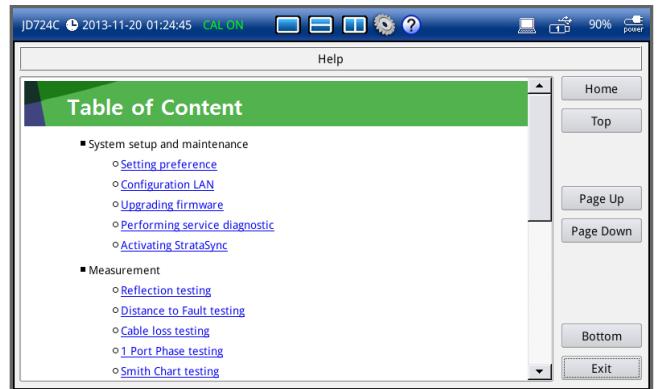 JD724C 2013-11-20 01:24:45 CAL ON ? 90% power
Help
Table of Content
System setup and maintenance
Setting preference
Configuration LAN
Upgrading firmware
Performing service diagnostic
Activating StrataSync
Measurement
Reflection testing
Distance to Fault testing
Cable loss testing
1 Port Phase testing
Smith Chart testing
Home
Top
Page Up
Page Down
Bottom
Exit